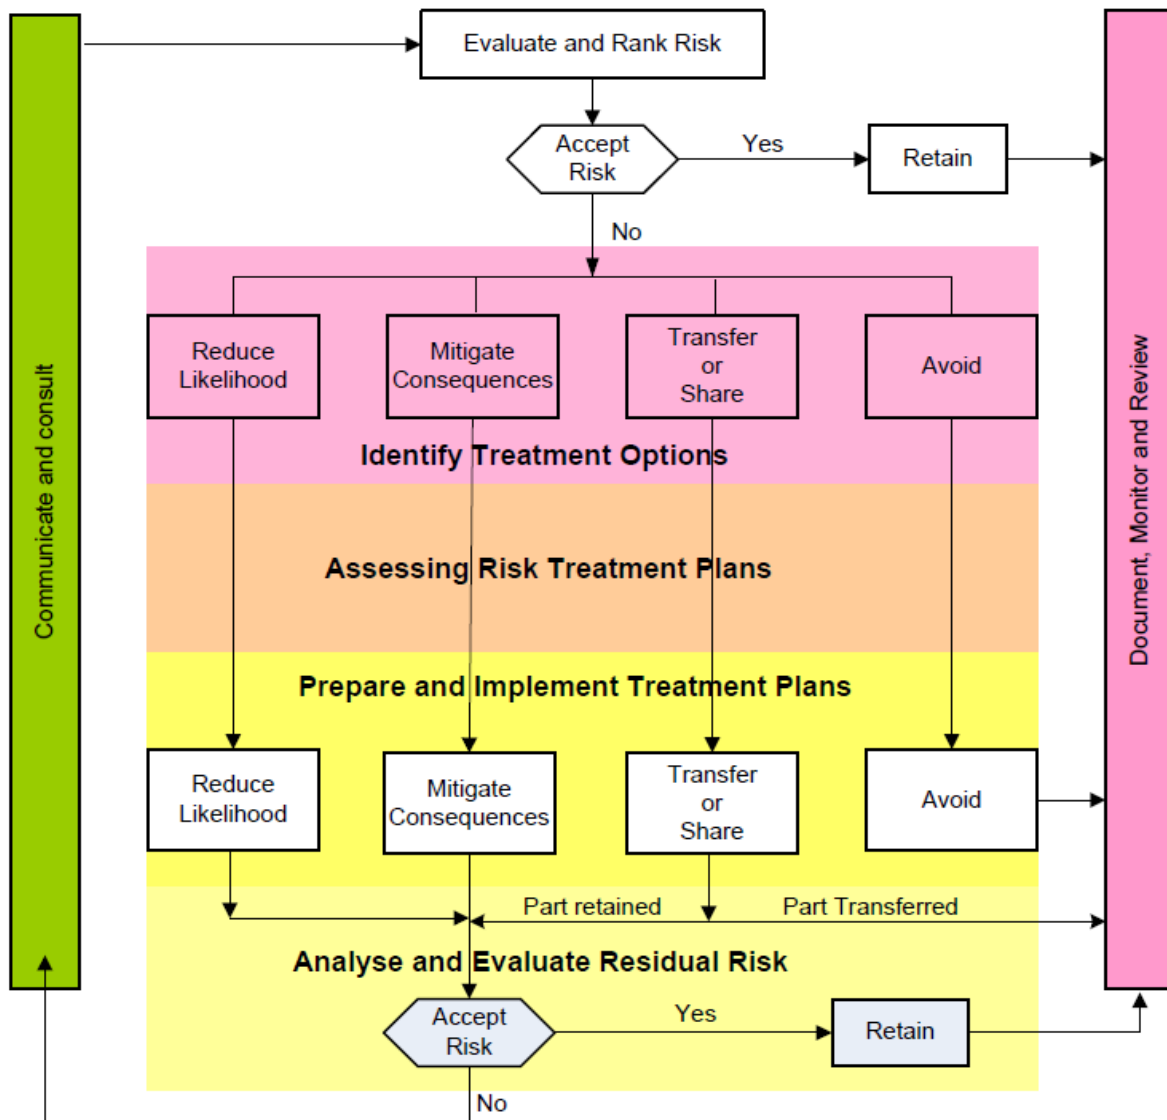 Communicate and consult
Evaluate and Rank Risk
Accept
Risk
Yes
Retain
No
Reduce
Likelihood
Mitigate
Consequences
Transfer
or
Share
Avoid
Identify Treatment Options
Assessing Risk Treatment Plans
Prepare and Implement Treatment Plans
Reduce
Likelihood
Mitigate
Consequences
Transfer
or
Share
Avoid
Part retained
Part Transferred
Analyse and Evaluate Residual Risk
Accept
Risk
Yes
Retain
No
Document, Monitor and Review